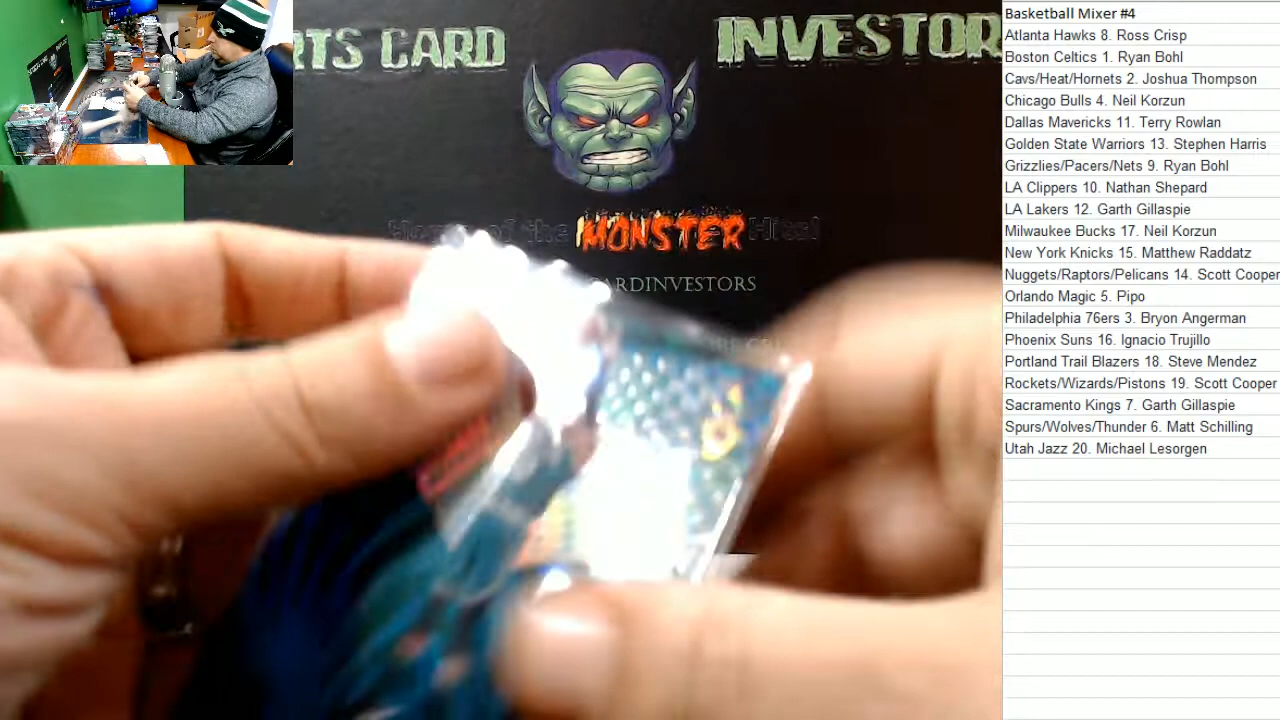 RTS CARD
INVESTOR
Home of the MONSTER Hits!
ARDINVESTORS
Basketball Mixer #4
Atlanta Hawks 8. Ross Crisp
Boston Celtics 1. Ryan Bohl
Cavs/Heat/Hornets 2. Joshua Thompson
Chicago Bulls 4. Neil Korzun
Dallas Mavericks 11. Terry Rowlan
Golden State Warriors 13. Stephen Harris
Grizzlies/Pacers/Nets 9. Ryan Bohl
LA Clippers 10. Nathan Shepard
LA Lakers 12. Garth Gillaspie
Milwaukee Bucks 17. Neil Korzun
New York Knicks 15. Matthew Raddatz
Nuggets/Raptors/Pelicans 14. Scott Cooper
Orlando Magic 5. Pipo
Philadelphia 76ers 3. Bryon Angerman
Phoenix Suns 16. Ignacio Trujillo
Portland Trail Blazers 18. Steve Mendez
Rockets/Wizards/Pistons 19. Scott Cooper
Sacramento Kings 7. Garth Gillaspie
Spurs/Wolves/Thunder 6. Matt Schilling
Utah Jazz 20. Michael Lesorgen